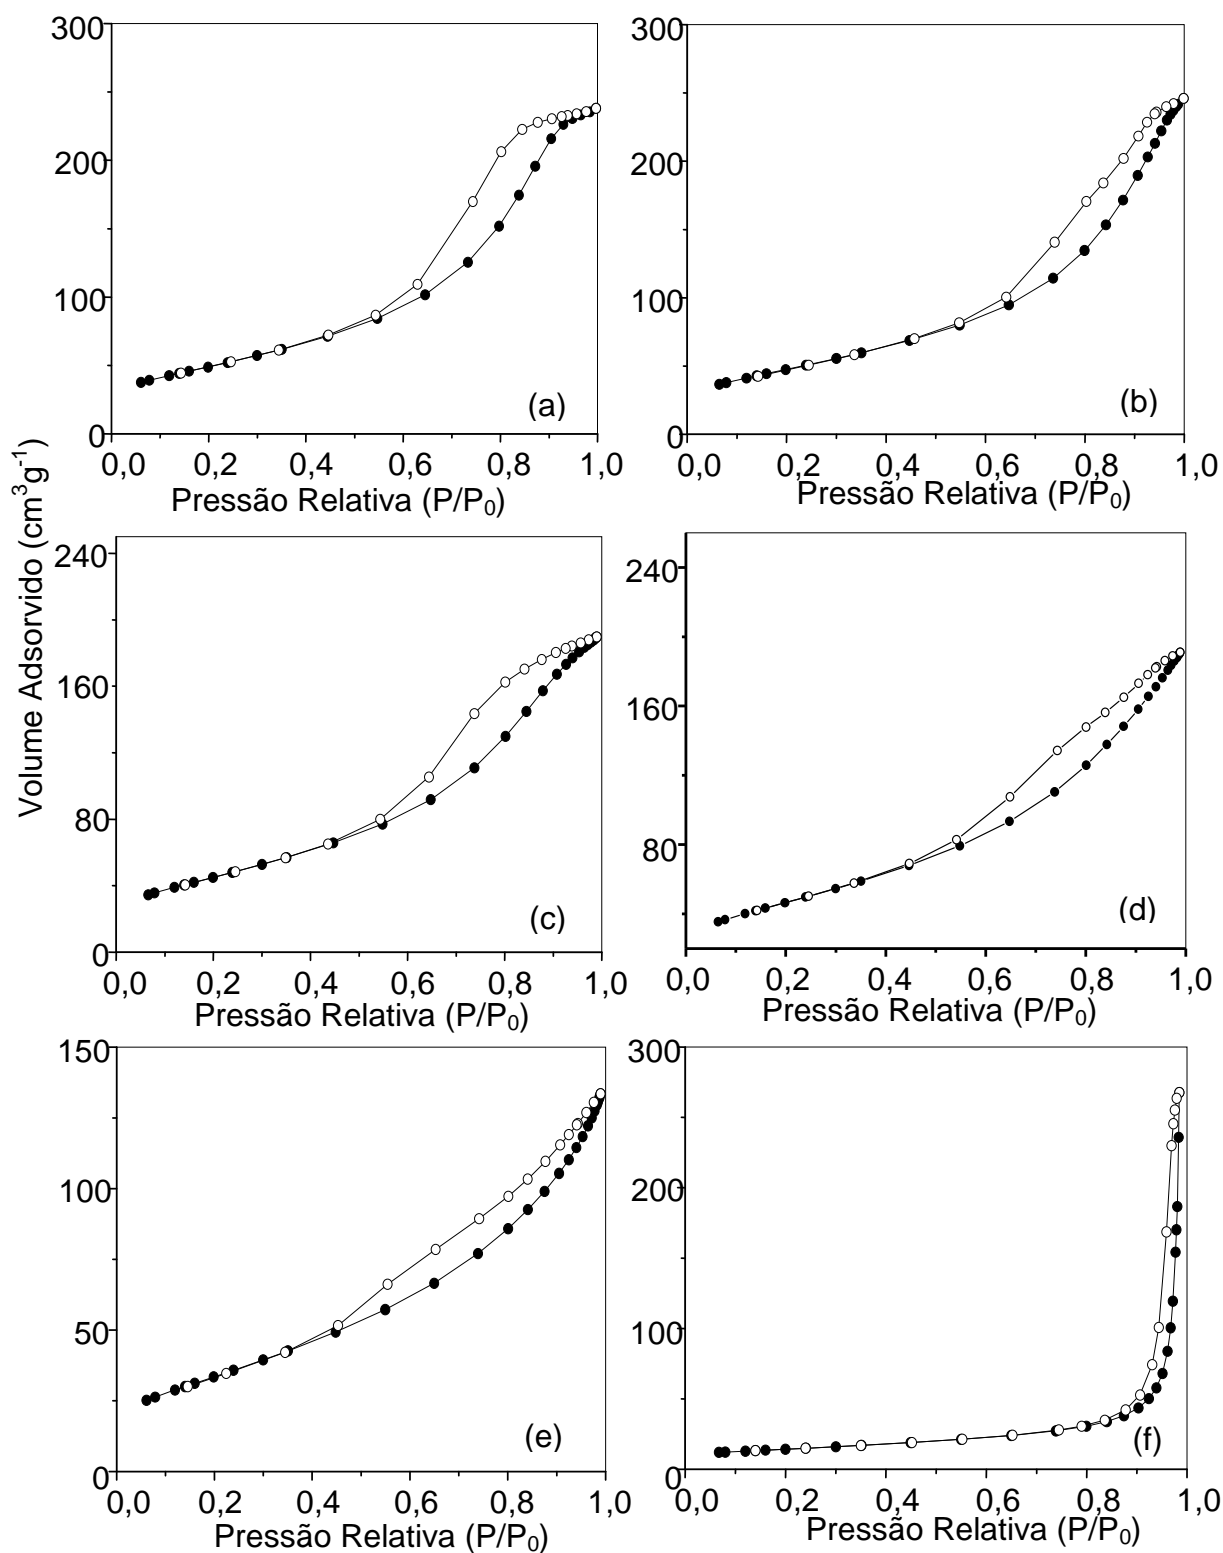 300
200
100
0
0,0 0,2 0,4 0,6 0,8 1,0
Pressão Relativa (P/P₀)
(a)
300
200
100
0
0,0 0,2 0,4 0,6 0,8 1,0
Pressão Relativa (P/P₀)
(b)
Volume Adsorvido (cm³g⁻¹)
240
160
80
0
0,0 0,2 0,4 0,6 0,8 1,0
Pressão Relativa (P/P₀)
(c)
240
160
80
0,0 0,2 0,4 0,6 0,8 1,0
Pressão Relativa (P/P₀)
(d)
150
100
50
0
0,0 0,2 0,4 0,6 0,8 1,0
Pressão Relativa (P/P₀)
(e)
300
200
100
0
0,0 0,2 0,4 0,6 0,8 1,0
Pressão Relativa (P/P₀)
(f)